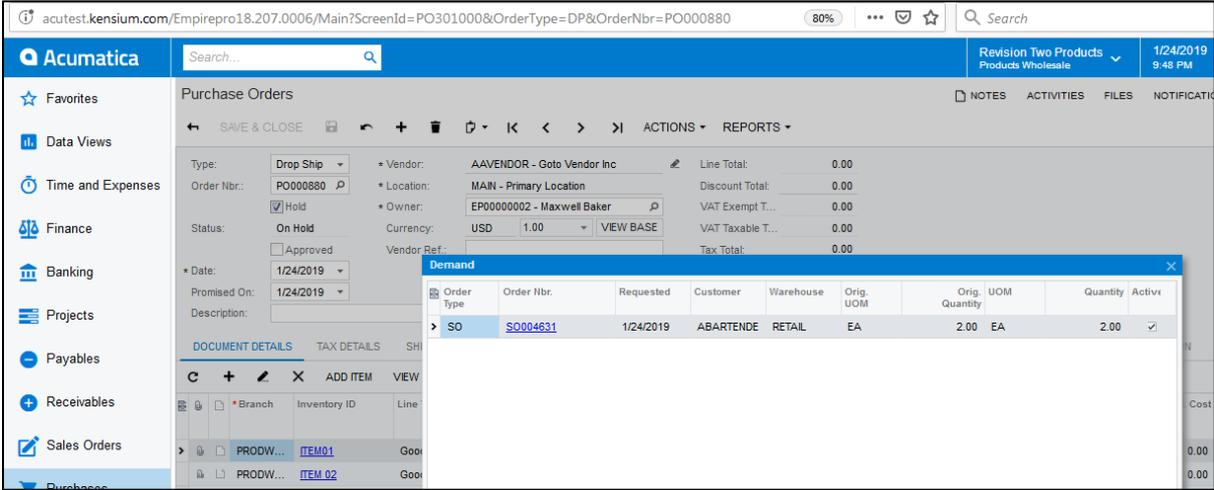 acutest.kensium.com/Empirepro18.207.0006/Main?ScreenId=PO301000&OrderType=DP&OrderNbr=PO000880 80% Search
Acumatica Search... Revision Two Products 1/24/2019
Products Wholesale 9:48 PM
Favorites
Data Views
Time and Expenses
Finance
Banking
Projects
Payables
Receivables
Sales Orders
Purchases
Purchase Orders NOTES ACTIVITIES FILES
SAVE & CLOSE ACTIONS REPORTS
Type: Drop Ship * Vendor: AAVENDOR - Goto Vendor Inc Line Total: 0.00
Order Nbr.: PO000880 * Location: MAIN - Primary Location Discount Total: 0.00
Hold * Owner: EP00000002 - Maxwell Baker VAT Exempt T... 0.00
Status: On Hold Currency: USD 1.00 VIEW BASE VAT Taxable T... 0.00
Approved Vendor Ref.: Tax Total: 0.00
* Date: 1/24/2019
Promised On: 1/24/2019
Description:
Demand
Order Type Order Nbr. Requested Customer Warehouse Orig. UOM Orig. Quantity UOM Quantity Active
SO SO004631 1/24/2019 ABARTENDE RETAIL EA 2.00 EA 2.00
DOCUMENT DETAILS TAX DETAILS
ADD ITEM VIEW
* Branch Inventory ID Line Cost
PRODW... ITEM01 0.00
PRODW... ITEM 02 0.00